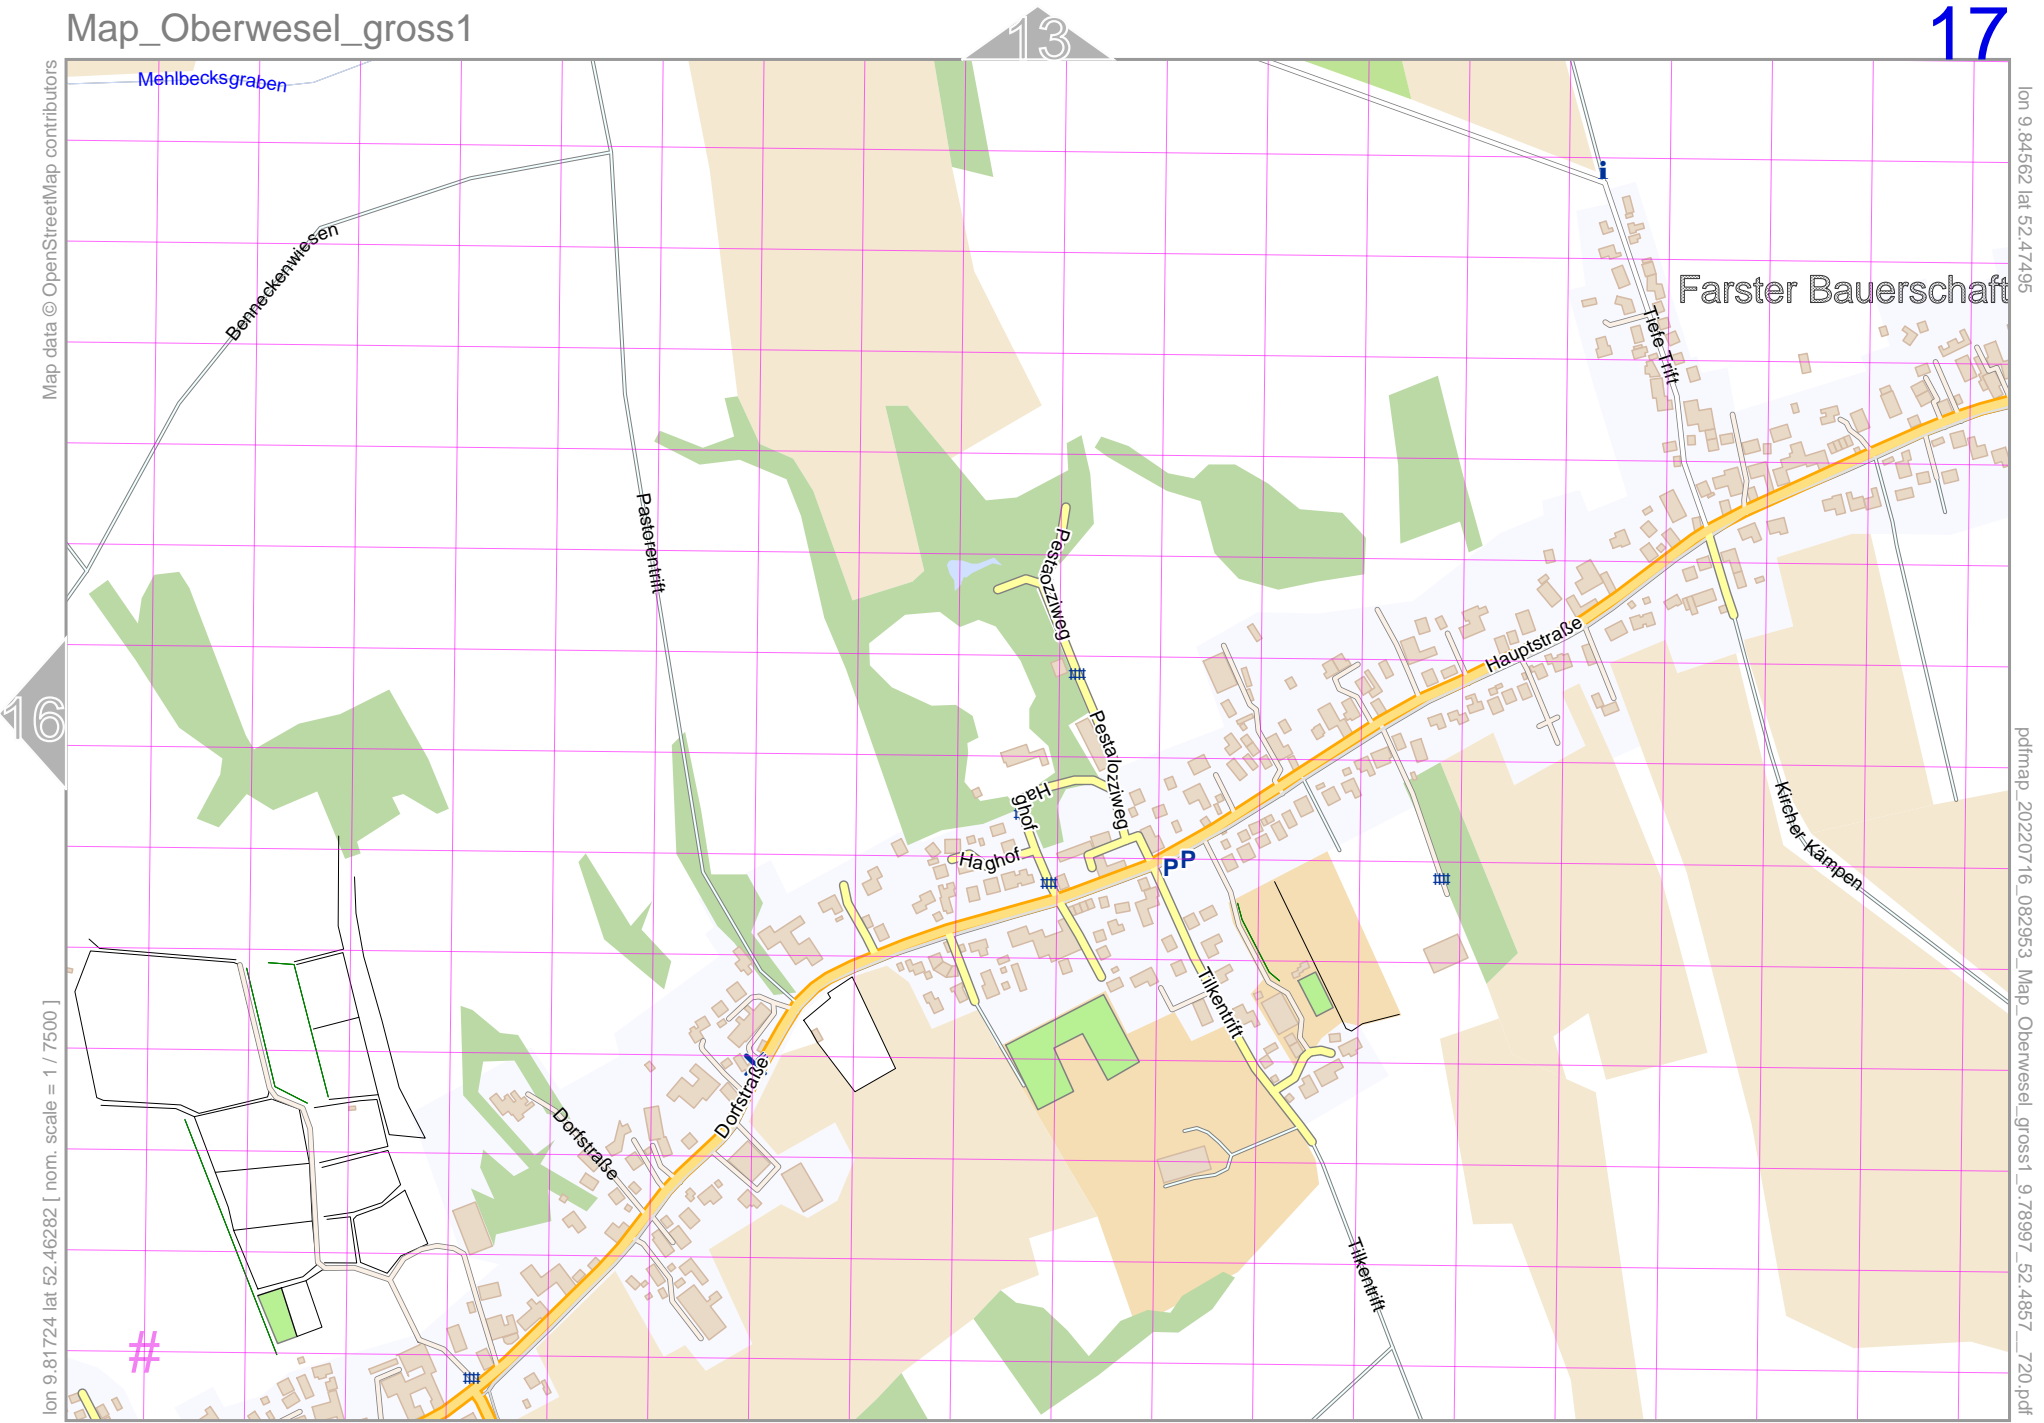 Map_Oberwesel_gross1
13
17
Map data © OpenStreetMap contributors
lon 9.84562 lat 52.47495
Mehlbecksgraben
i
Benneckenwiesen
Farster Bauerschaft
Tiefe Trift
Pastorentrift
Pestaozziweg
Hauptstraße
16
Pestalozziweg
Haghof
Haghof
P
P
Kircher Kämpen
Tilkentrift
Dorfstraße
Dorfstraße
Tilkentrift
#
lon 9.81724 lat 52.46282 [ nom. scale = 1 / 7500 ]
pdfmap_20220716_082953_Map_Oberwesel_gross1_9.78997_52.4857__720.pdf